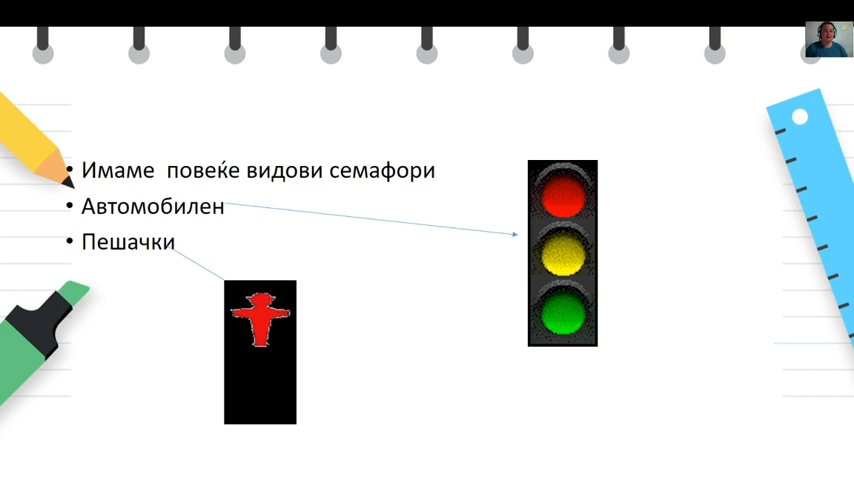 Имаме повеќе видови семафори
Автомобилен
Пешачки